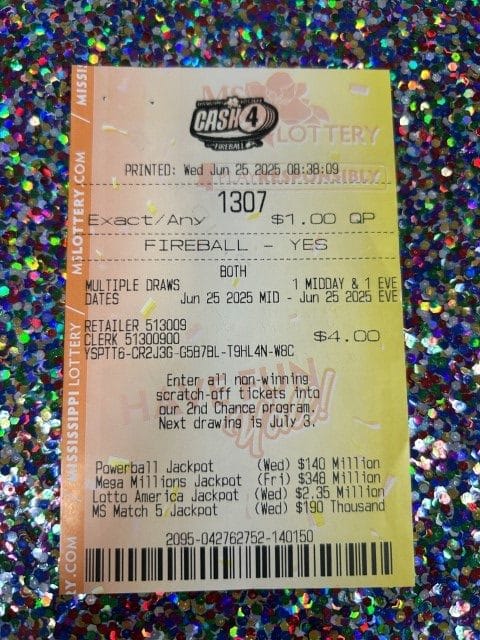 MS
LOTTERY
CASH 4
FIREBALL
PRINTED: Wed Jun 25 2025 08:38:09
PLAY RESPONSIBLY
1307
Exact/Any $1.00 QP
FIREBALL - YES
BOTH
MULTIPLE DRAWS 1 MIDDAY & 1 EVE
DATES Jun 25 2025 MID - Jun 25 2025 EVE
RETAILER 513009
CLERK 51300900 $4.00
YSPTT6-CR2J3G-G5B7BL-T9HL4N-W8C
Enter all non-winning
scratch-off tickets into
our 2nd Chance program.
Next drawing is July 3.
HAVE FUN
Powerball Jackpot (Wed) $140 Million
Mega Millions Jackpot (Fri) $348 Million
Lotto America Jackpot (Wed) $2.35 Million
MS Match 5 Jackpot (Wed) $190 Thousand
2095-042762752-140150
MISSISSIPPI LOTTERY / MSLOTTERY.COM / MISSI
Y.COM /